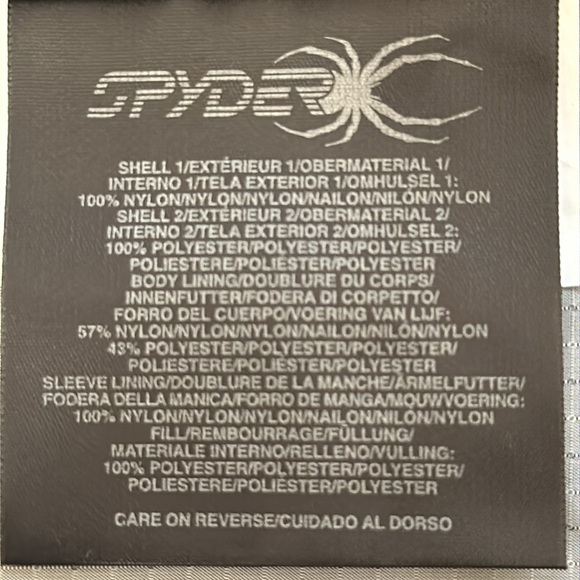 SPYDER
SHELL 1/EXTÉRIEUR 1/OBERMATERIAL 1/
INTERNO 1/TELA EXTERIOR 1/OMHULSEL 1:
100% NYLON/NYLON/NYLON/NAILON/NILÓN/NYLON
SHELL 2/EXTÉRIEUR 2/OBERMATERIAL 2/
INTERNO 2/TELA EXTERIOR 2/OMHULSEL 2:
100% POLYESTER/POLYESTER/POLYESTER/
POLIESTERE/POLIÉSTER/POLYESTER
BODY LINING/DOUBLURE DU CORPS/
INNENFUTTER/FODERA DI CORPETTO/
FORRO DEL CUERPO/VOERING VAN LIJF:
57% NYLON/NYLON/NYLON/NAILON/NILÓN/NYLON
43% POLYESTER/POLYESTER/POLYESTER/
POLIESTERE/POLIÉSTER/POLYESTER
SLEEVE LINING/DOUBLURE DE LA MANCHE/ÄRMELFUTTER/
FODERA DELLA MANICA/FORRO DE MANGA/MOUWVOERING:
100% NYLON/NYLON/NYLON/NAILON/NILÓN/NYLON
FILL/REMBOURRAGE/FÜLLUNG/
MATERIALE INTERNO/RELLENO/VULLING:
100% POLYESTER/POLYESTER/POLYESTER/
POLIESTERE/POLIÉSTER/POLYESTER
CARE ON REVERSE/CUIDADO AL DORSO